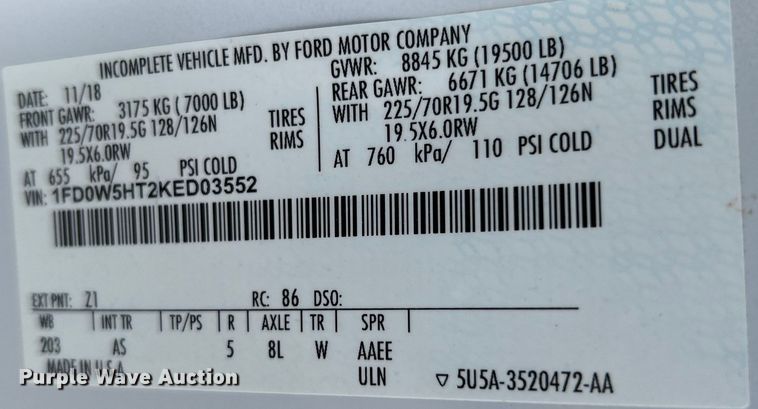 INCOMPLETE VEHICLE MFD. BY FORD MOTOR COMPANY
DATE: 11/18
GVWR: 8845 KG (19500 LB)
FRONT GAWR: 3175 KG (7000 LB)
REAR GAWR: 6671 KG (14706 LB)
WITH 225/70R19.5G 128/126N TIRES
WITH 225/70R19.5G 128/126N TIRES
19.5X6.0RW RIMS
19.5X6.0RW RIMS
AT 655 kPa/ 95 PSI COLD
AT 760 kPa/ 110 PSI COLD DUAL
VIN: 1FD0W5HT2KED03552
EXT PNT: Z1 RC: 86 DSO:
WB INT TR TP/PS R AXLE TR SPR
203 AS 5 8L W AAEE
MADE IN U.S.A. ULN ▽ 5U5A-3520472-AA
Purple Wave Auction